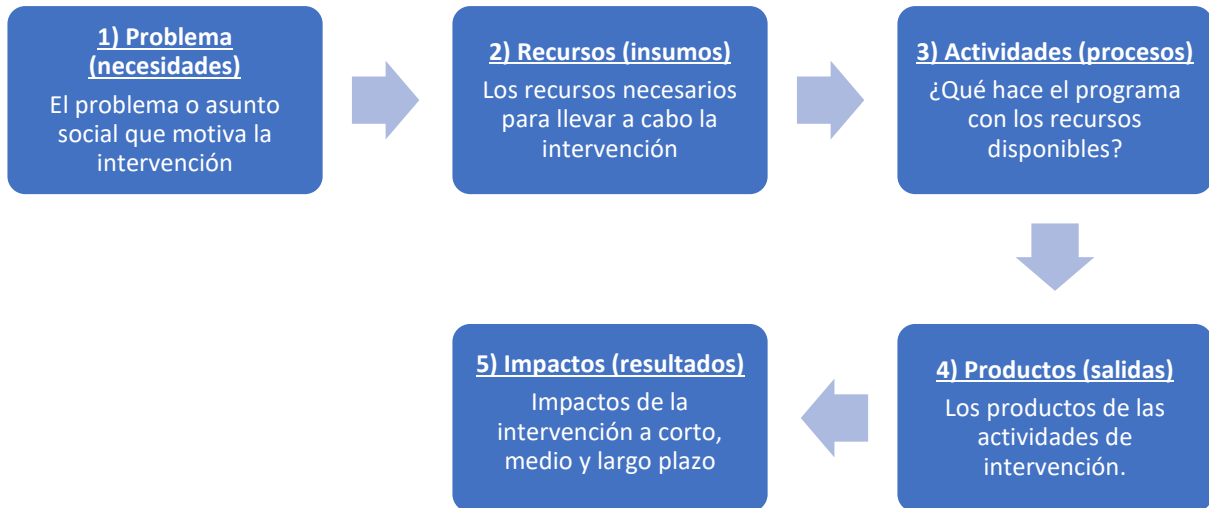 1) Problema
(necesidades)
El problema o asunto
social que motiva la
intervención
2) Recursos (insumos)
Los recursos necesarios
para llevar a cabo la
intervención
3) Actividades (procesos)
¿Qué hace el programa
con los recursos
disponibles?
4) Productos (salidas)
Los productos de las
actividades de
intervención.
5) Impactos (resultados)
Impactos de la
intervención a corto,
medio y largo plazo